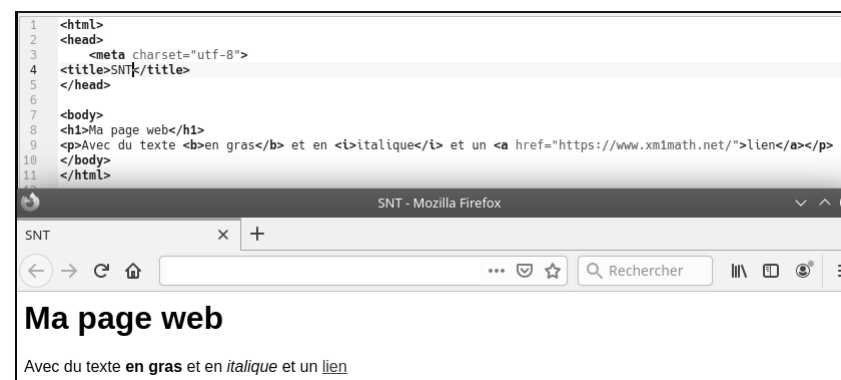 1 <html>
2 <head>
3 <meta charset="utf-8">
4 <title>SNT</title>
5 </head>
6
7 <body>
8 <h1>Ma page web</h1>
9 <p>Avec du texte <b>en gras</b> et en <i>italique</i> et un <a href="https://www.xm1math.net/">lien</a></p>
10 </body>
11 </html>
SNT - Mozilla Firefox
SNT
Rechercher
Ma page web
Avec du texte en gras et en italique et un lien